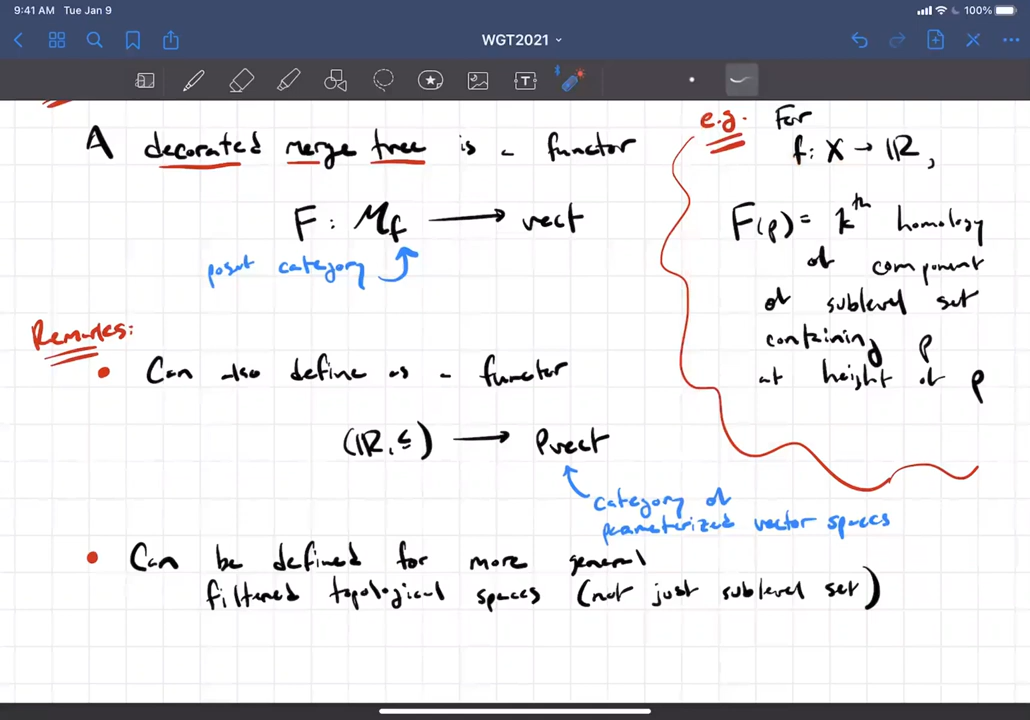 9:41 AM Tue Jan 9
100%
WGT2021
A decorated merge tree is a functor
F : M_f → vect
poset category
e.g. For
f: X → ℝ,
F(p) = kth homology
of component
of sublevel set
containing p
at height of p
Remarks:
• Can also define as a functor
(ℝ, ≤) → pvect
category of
parameterized vector spaces
• Can be defined for more general
filtered topological spaces (not just sublevel set)